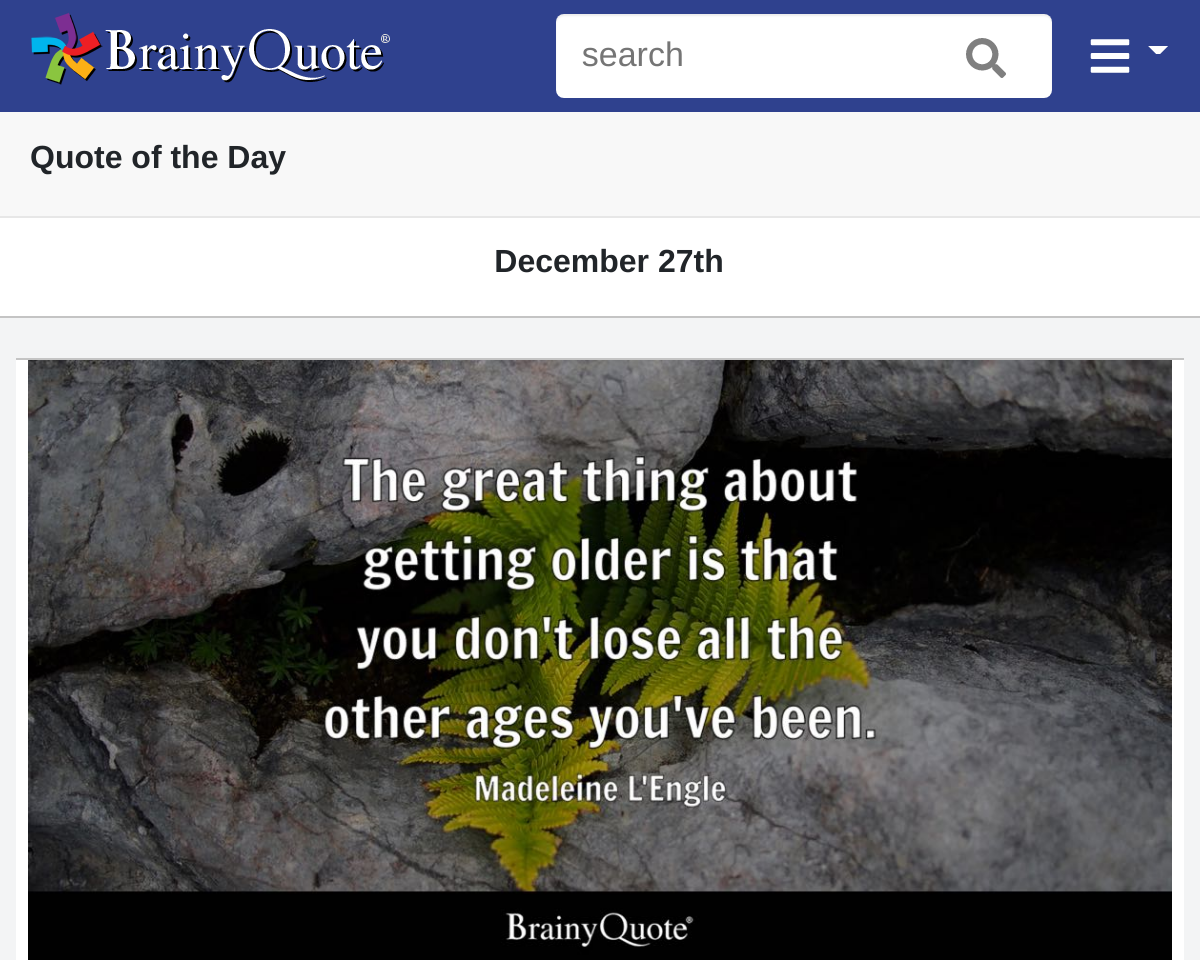 BrainyQuote®
search
Quote of the Day
December 27th
The great thing about
getting older is that
you don't lose all the
other ages you've been.
Madeleine L'Engle
BrainyQuote®